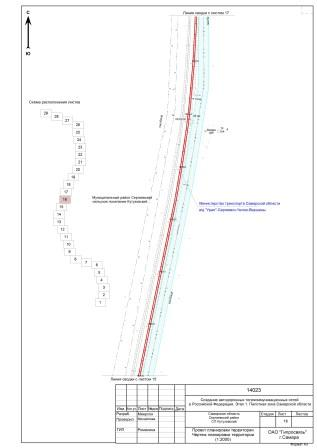 Линия сводки с листом 17
С
Ю
Схема расположения листов
29
28
27
26
25
24
23
22
21
20
19
18
17
16
15
14
13
12
11
10
9
8
7
6
5
4
3
2
1
Муниципальный район Сергиевский
сельское поселение Кутузовский
Министерство транспорта Самарской области
а/д "Урал"-Сергиевск-Челно-Вершины
Линия сводки с листом 15
14023
Создание автодорожных телекоммуникационных сетей
в Российской Федерации. Этап 1. Пилотная зона Самарской области
Изм. Кол.уч. Лист №док. Подпись Дата
Разраб.
Проверил
ГИП
Романина
Самарская область
Сергиевский район
СП Кутузовский
Стадия Лист Листов
16
Проект планировки территории
Чертеж планировки территории
(1:2000)
ОАО "Гипросвязь"
г.Самара
Формат А3